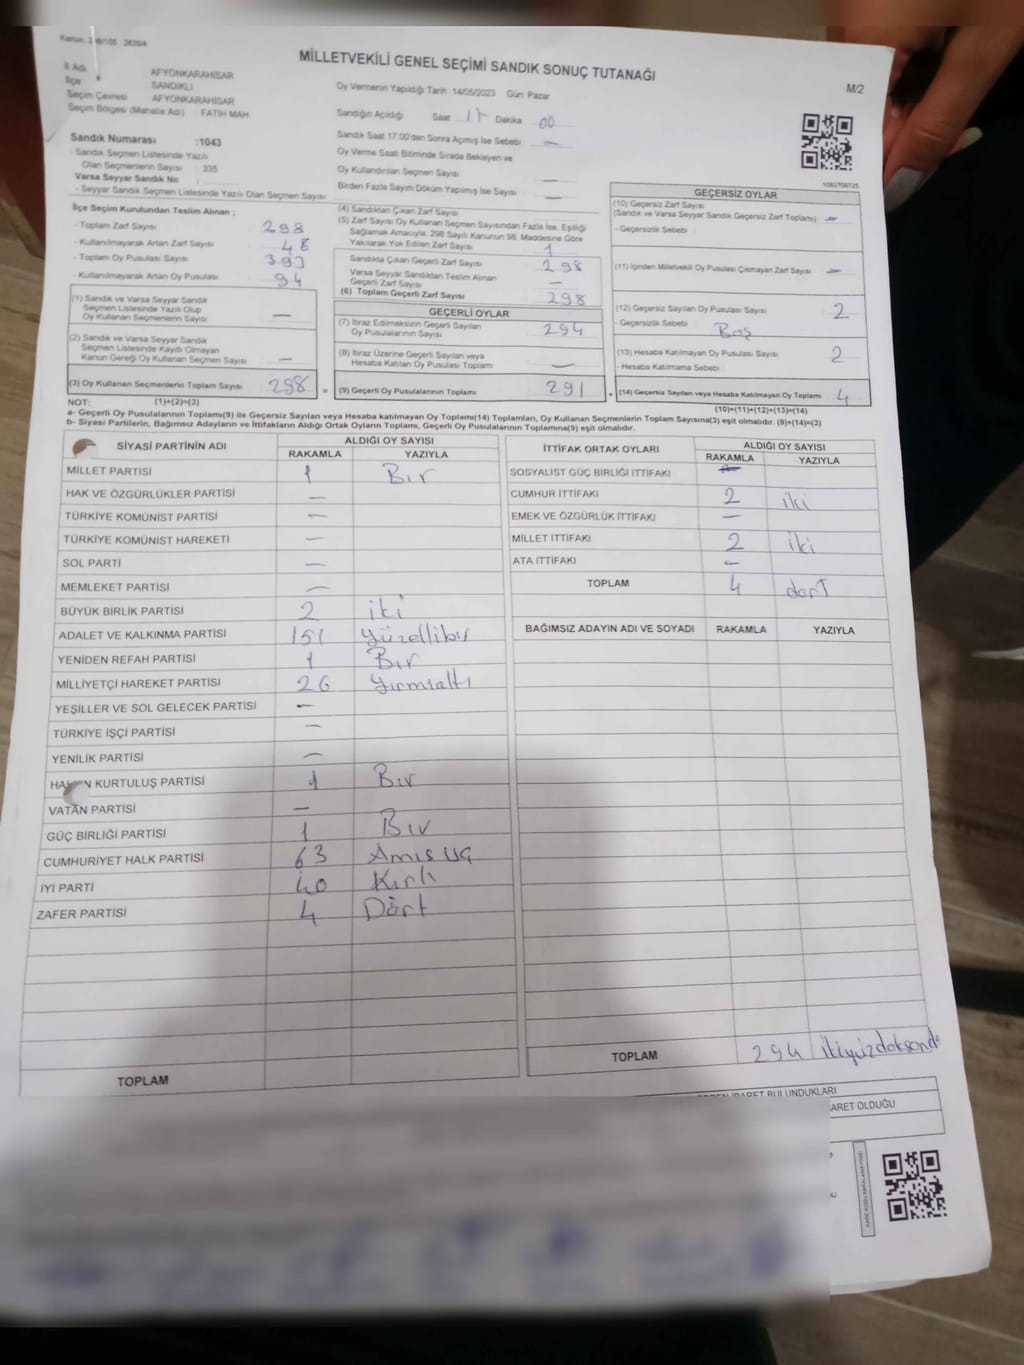 MİLLETVEKİLİ GENEL SEÇİMİ SANDIK SONUÇ TUTANAĞI
M/2
İl Adı AFYONKARAHİSAR
İlçe SANDIKLI
Seçim Çevresi AFYONKARAHİSAR
Seçim Bölgesi (Mahalle Adı) : FATİH MAH
Oy Vermenin Yapıldığı Tarih :14/05/2023 Gün: Pazar
Sandığın Açıldığı Saat 17 Dakika 00
Sandık Numarası :1043
- Sandık Seçmen Listesinde Yazılı
Olan Seçmenlerin Sayısı : 335
Varsa Seyyar Sandık No :
- Seyyar Sandık Seçmen Listesinde Yazılı Olan Seçmen Sayısı
Sandık Saat 17:00'den Sonra Açımış İse Sebebi : —
Oy Verme Saati Bitiminde Sırada Bekleyen ve
Oy Kullandırılan Seçmen Sayısı —
Birden Fazla Sayım Döküm Yapılmış İse Sayısı —
İlçe Seçim Kurulundan Teslim Alınan ;
- Toplam Zarf Sayısı 298
- Kullanılmayarak Artan Zarf Sayısı 48
- Toplam Oy Pusulası Sayısı 393
- Kullanılmayarak Artan Oy Pusulası 94
(1) Sandık ve Varsa Seyyar Sandık
Seçmen Listesinde Yazılı Olup
Oy Kullanan Seçmenlerin Sayısı —
(2) Sandık ve Varsa Seyyar Sandık
Seçmen Listesinde Kayıtlı Olmayan
Kanun Gereği Oy Kullanan Seçmen Sayısı —
(3) Oy Kullanan Seçmenlerin Toplam Sayısı 298 =
(4) Sandıktan Çıkan Zarf Sayısı
(5) Zarf Sayısı Oy Kullanan Seçmen Sayısından Fazla İse, Eşitliği
Sağlamak Amacıyla, 298 Sayılı Kanunun 98. Maddesine Göre
Yakılarak Yok Edilen Zarf Sayısı 1
Sandıkta Çıkan Geçerli Zarf Sayısı 298
Varsa Seyyar Sandıktan Teslim Alınan
Geçerli Zarf Sayısı —
(6) Toplam Geçerli Zarf Sayısı 298
GEÇERLİ OYLAR
(7) İtiraz Edilmeksizin Geçerli Sayılan
Oy Pusulalarının Sayısı 294
(8) İtiraz Üzerine Geçerli Sayılan veya
Hesaba Katılan Oy Pusulaları Sayısı —
(9) Geçerli Oy Pusulalarının Toplamı 291 +
1083709725
GEÇERSİZ OYLAR
(10) Geçersiz Zarf Sayısı
(Sandık ve Varsa Seyyar Sandık Geçersiz Zarf Toplamı) —
- Geçersizlik Sebebi :
(11) İçinden Milletvekili Oy Pusulası Çıkmayan Zarf Sayısı —
(12) Geçersiz Sayılan Oy Pusulası Sayısı 2
- Geçersizlik Sebebi : Boş
(13) Hesaba Katılmayan Oy Pusulası Sayısı 2
- Hesaba Katılmama Sebebi :
(14) Geçersiz Sayılan veya Hesaba Katılmayan Oy Toplamı 4
NOT: (1)+(2)=(3) (10)+(11)+(12)+(13)=(14)
a- Geçerli Oy Pusulalarının Toplamı(9) ile Geçersiz Sayılan veya Hesaba katılmayan Oy Toplamı(14) Toplamları, Oy Kullanan Seçmenlerin Toplam Sayısına(3) eşit olmalıdır. (9)+(14)=(3)
b- Siyasi Partilerin, Bağımsız Adayların ve İttifakların Aldığı Ortak Oyların Toplamı, Geçerli Oy Pusulalarının Toplamına(9) eşit olmalıdır.
SİYASİ PARTİNİN ADI ALDIĞI OY SAYISI
RAKAMLA YAZIYLA
MİLLET PARTİSİ 1 Bır
HAK VE ÖZGÜRLÜKLER PARTİSİ —
TÜRKİYE KOMÜNİST PARTİSİ —
TÜRKİYE KOMÜNİST HAREKETİ —
SOL PARTİ —
MEMLEKET PARTİSİ —
BÜYÜK BİRLİK PARTİSİ 2 iki
ADALET VE KALKINMA PARTİSİ 151 yüzellibır
YENİDEN REFAH PARTİSİ 1 Bır
MİLLİYETÇİ HAREKET PARTİSİ 26 yırmıaltı
YEŞİLLER VE SOL GELECEK PARTİSİ —
TÜRKİYE İŞÇİ PARTİSİ —
YENİLİK PARTİSİ —
KURTULUŞ PARTİSİ 1 Bır
VATAN PARTİSİ —
GÜÇ BİRLİĞİ PARTİSİ 1 Bır
CUMHURİYET HALK PARTİSİ 63
İYİ PARTİ 40
ZAFER PARTİSİ 4 Dört
TOPLAM
İTTİFAK ORTAK OYLARI ALDIĞI OY SAYISI
RAKAMLA YAZIYLA
SOSYALİST GÜÇ BİRLİĞİ İTTİFAKI —
CUMHUR İTTİFAKI 2 iki
EMEK VE ÖZGÜRLÜK İTTİFAKI —
MİLLET İTTİFAKI 2 iki
ATA İTTİFAKI —
TOPLAM 4 dört
BAĞIMSIZ ADAYIN ADI VE SOYADI RAKAMLA YAZIYLA
TOPLAM 294
BULUNDUKLARI
ARET OLDUĞU